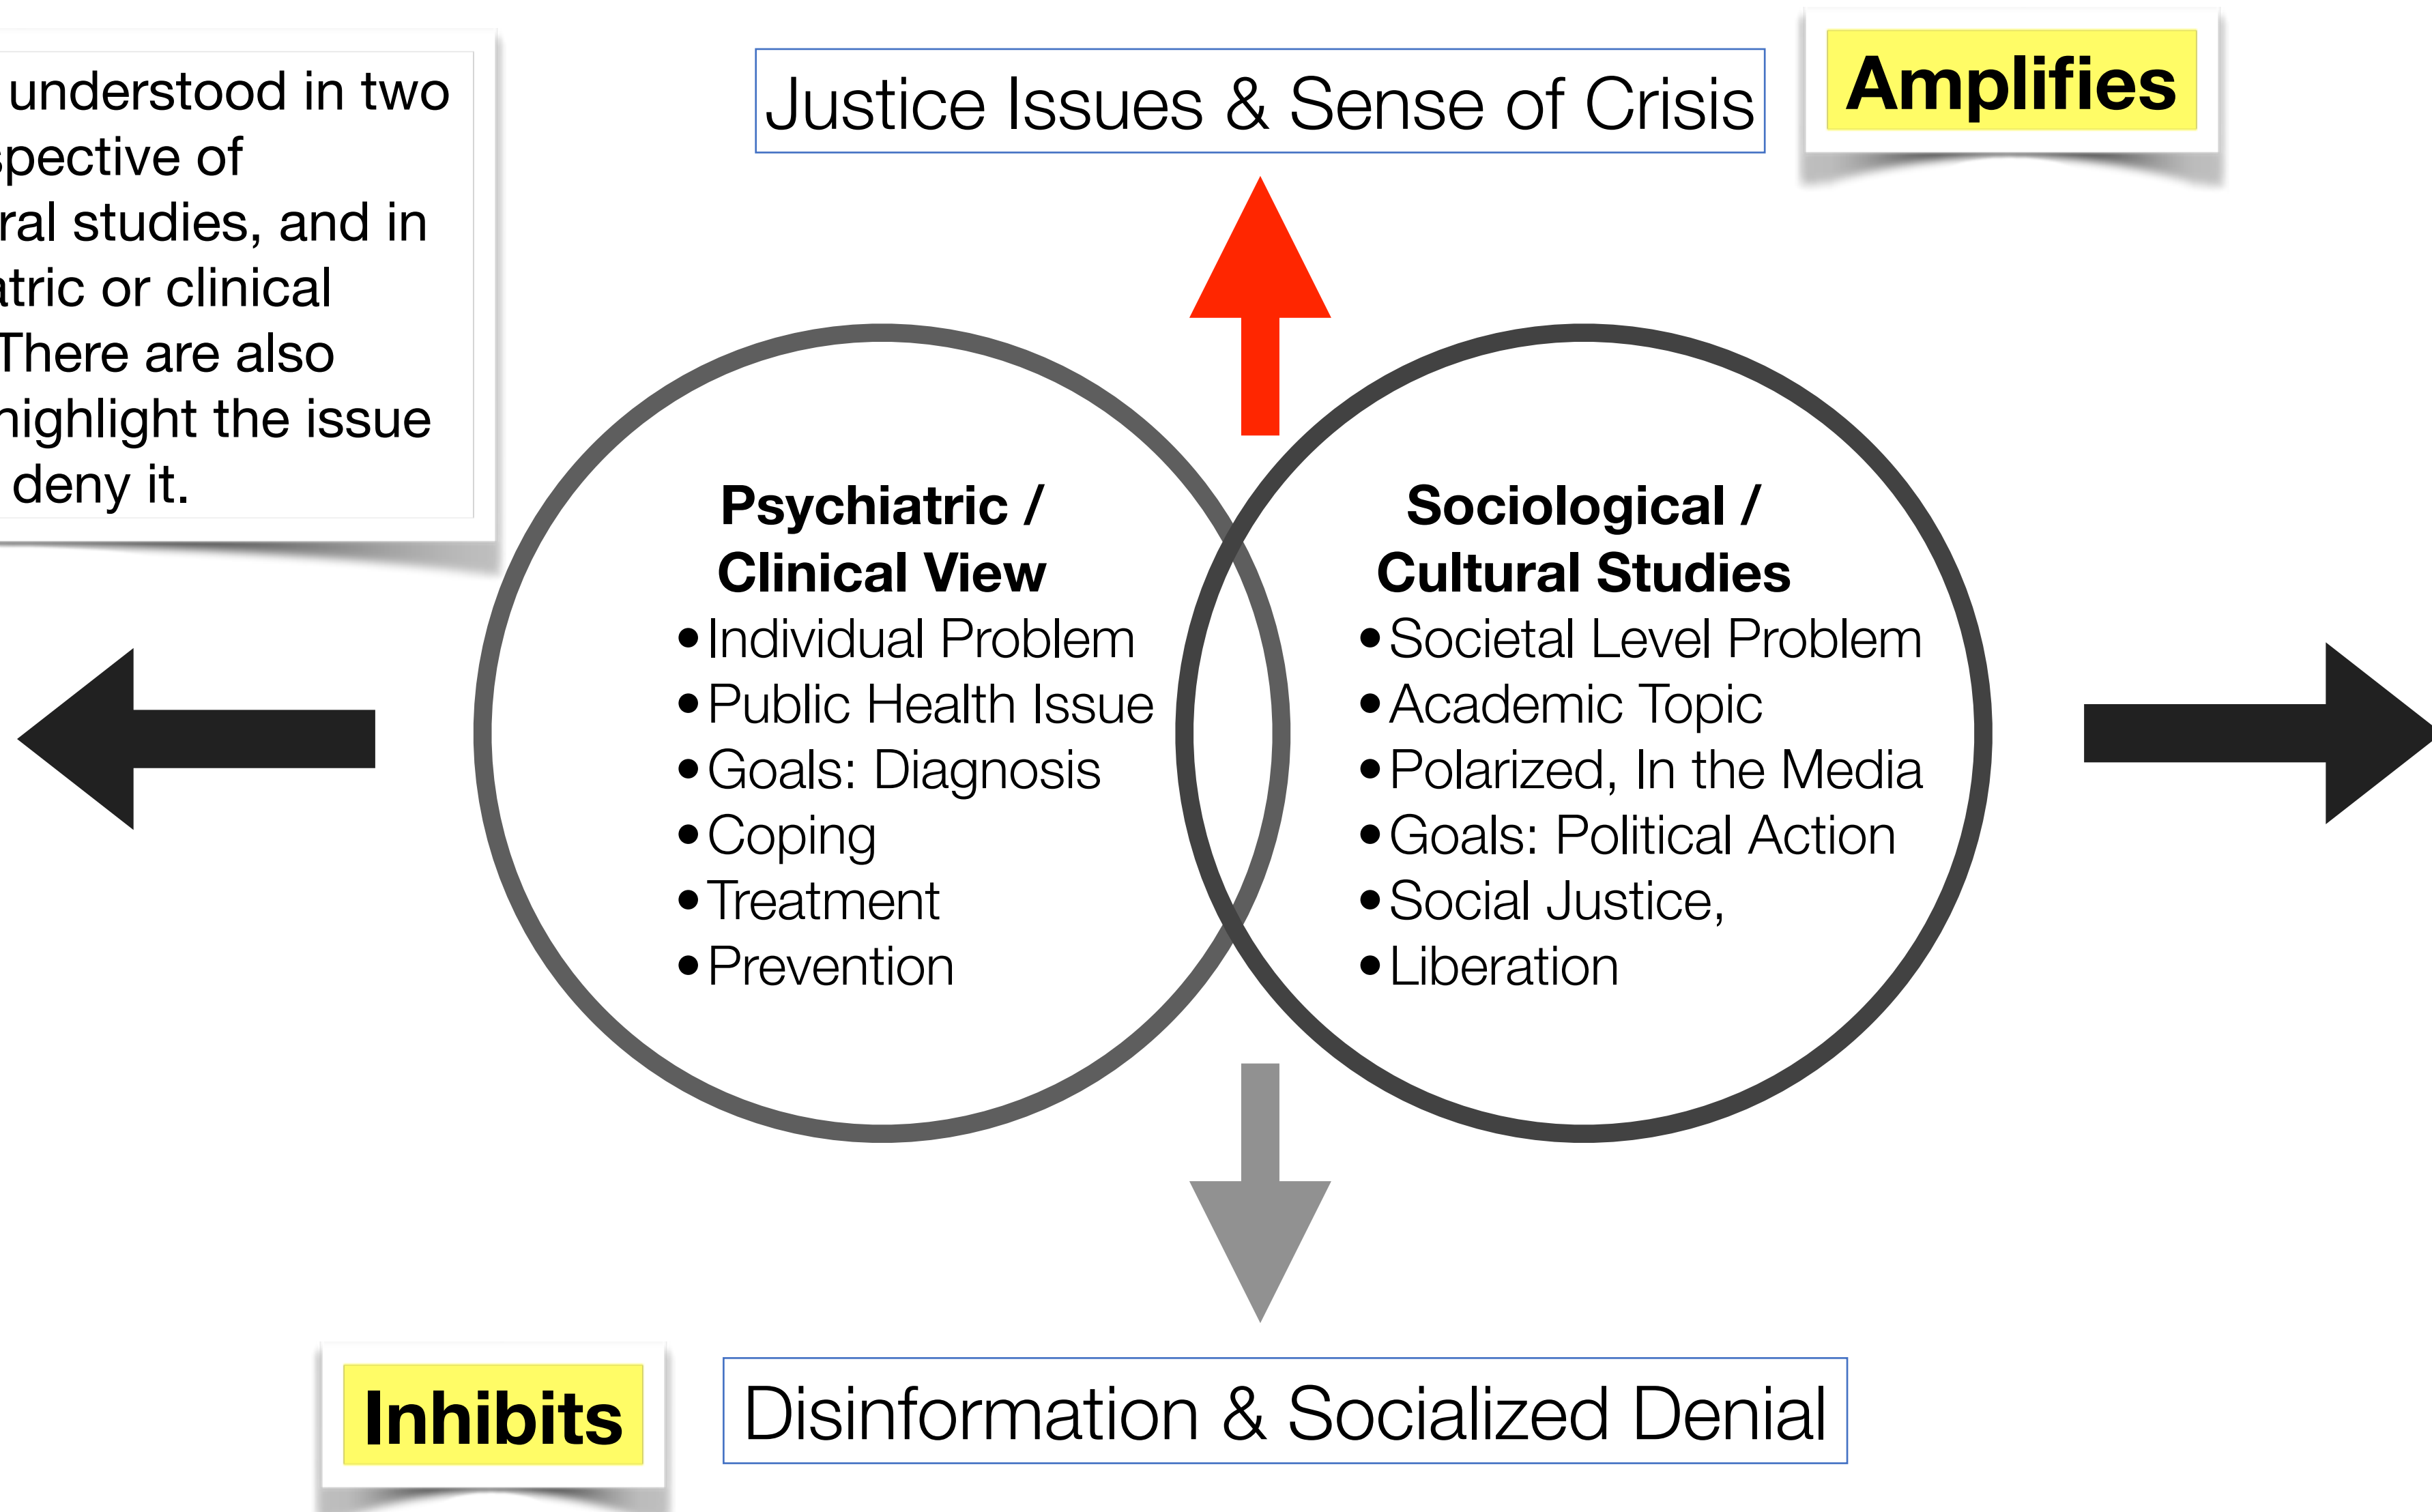 understood in two
spective of
ral studies, and in
atric or clinical
There are also
highlight the issue
deny it.
Justice Issues & Sense of Crisis
Amplifies
Psychiatric /
Clinical View
•Individual Problem
•Public Health Issue
•Goals: Diagnosis
•Coping
•Treatment
•Prevention
Sociological /
Cultural Studies
•Societal Level Problem
•Academic Topic
•Polarized, In the Media
•Goals: Political Action
•Social Justice,
•Liberation
Inhibits
Disinformation & Socialized Denial